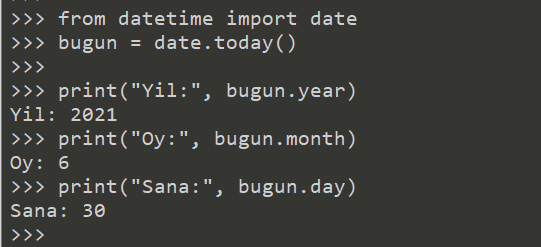 >>> from datetime import date
>>> bugun = date.today()
>>>
>>> print("Yil:", bugun.year)
Yil: 2021
>>> print("Oy:", bugun.month)
Oy: 6
>>> print("Sana:", bugun.day)
Sana: 30
>>>